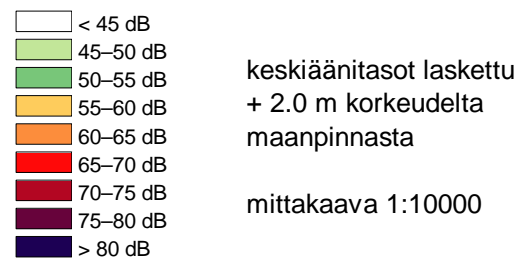 < 45 dB
45–50 dB
50–55 dB
55–60 dB
60–65 dB
65–70 dB
70–75 dB
75–80 dB
> 80 dB
keskiäänitasot laskettu
+ 2.0 m korkeudelta
maanpinnasta
mittakaava 1:10000